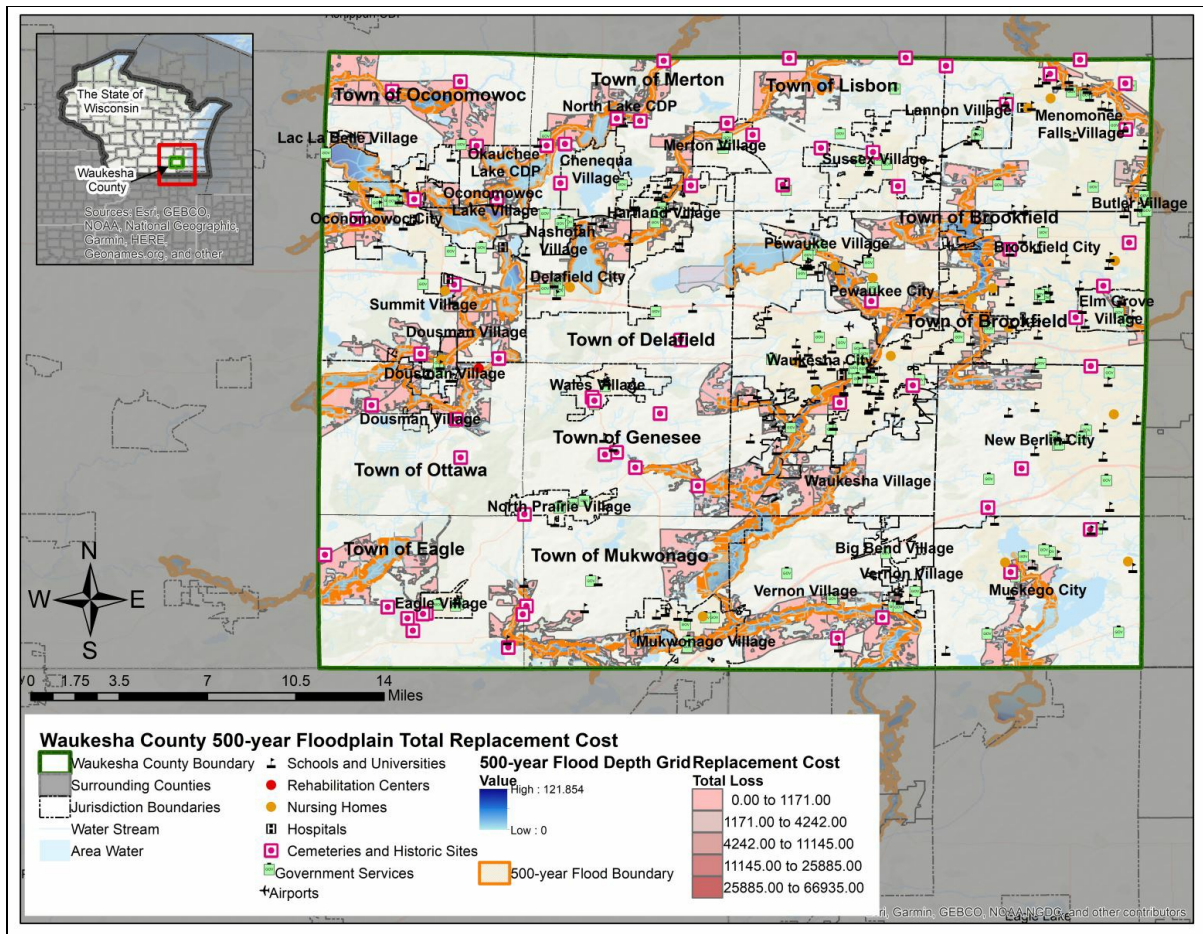 The State of
Wisconsin
Waukesha
County
Sources: Esri, GEBCO,
NOAA, National Geographic,
Garmin, HERE,
Geonames.org, and other
Town of Oconomowoc
Town of Merton
Town of Lisbon
North Lake CDP
Lannon Village
Menomonee
Falls Village
Lac La Belle Village
Okauchee
Lake CDP
Chenequa
Village
Merton Village
Sussex Village
Oconomowoc
Lake Village
Oconomowoc City
Hartland Village
Butler Village
Town of Brookfield
Nashotah
Village
Pewaukee Village
Brookfield City
Delafield City
Pewaukee City
Elm Grove
Village
Summit Village
Town of Brookfield
Dousman Village
Town of Delafield
Waukesha City
Dousman Village
Wales Village
Dousman Village
Town of Genesee
New Berlin City
Town of Ottawa
Waukesha Village
North Prairie Village
Town of Eagle
Town of Mukwonago
Big Bend Village
Vernon Village
Vernon Village
Muskego City
Eagle Village
Mukwonago Village
N
W E
S
0 1.75 3.5 7 10.5 14
Miles
Waukesha County 500-year Floodplain Total Replacement Cost
Waukesha County Boundary
Surrounding Counties
Jurisdiction Boundaries
Water Stream
Area Water
Schools and Universities
Rehabilitation Centers
Nursing Homes
Hospitals
Cemeteries and Historic Sites
Government Services
Airports
500-year Flood Depth Grid
Value
High : 121.854
Low : 0
500-year Flood Boundary
Replacement Cost
Total Loss
0.00 to 1171.00
1171.00 to 4242.00
4242.00 to 11145.00
11145.00 to 25885.00
25885.00 to 66935.00
Garmin, GEBCO, NOAA NGDC, and other contributors
Eagle Lake